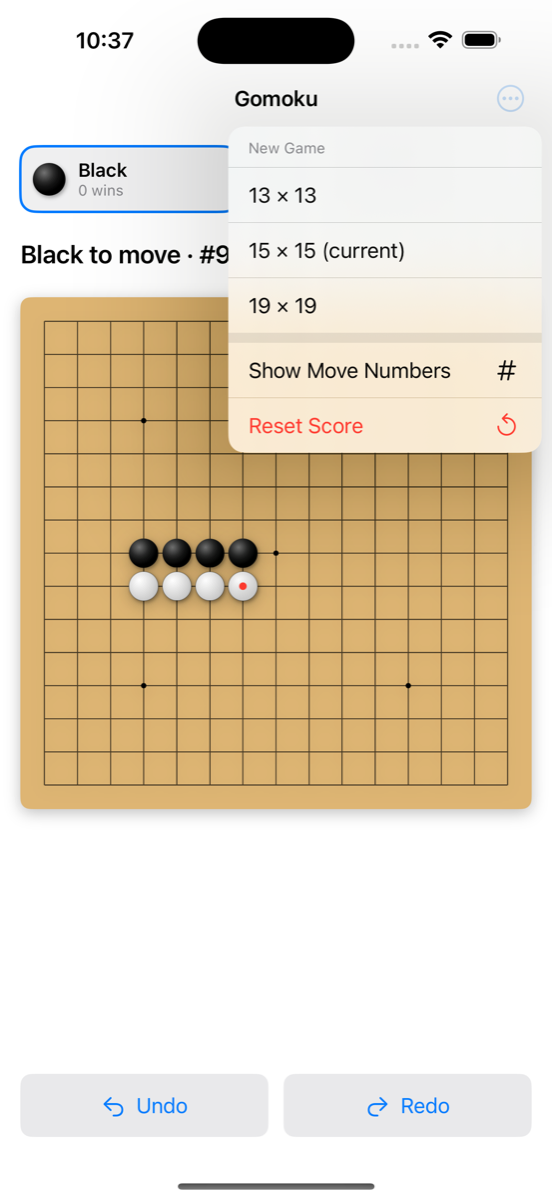 10:37
Gomoku
New Game
13 × 13
15 × 15 (current)
19 × 19
Show Move Numbers #
Reset Score
Black
0 wins
Black to move · #9
Undo
Redo